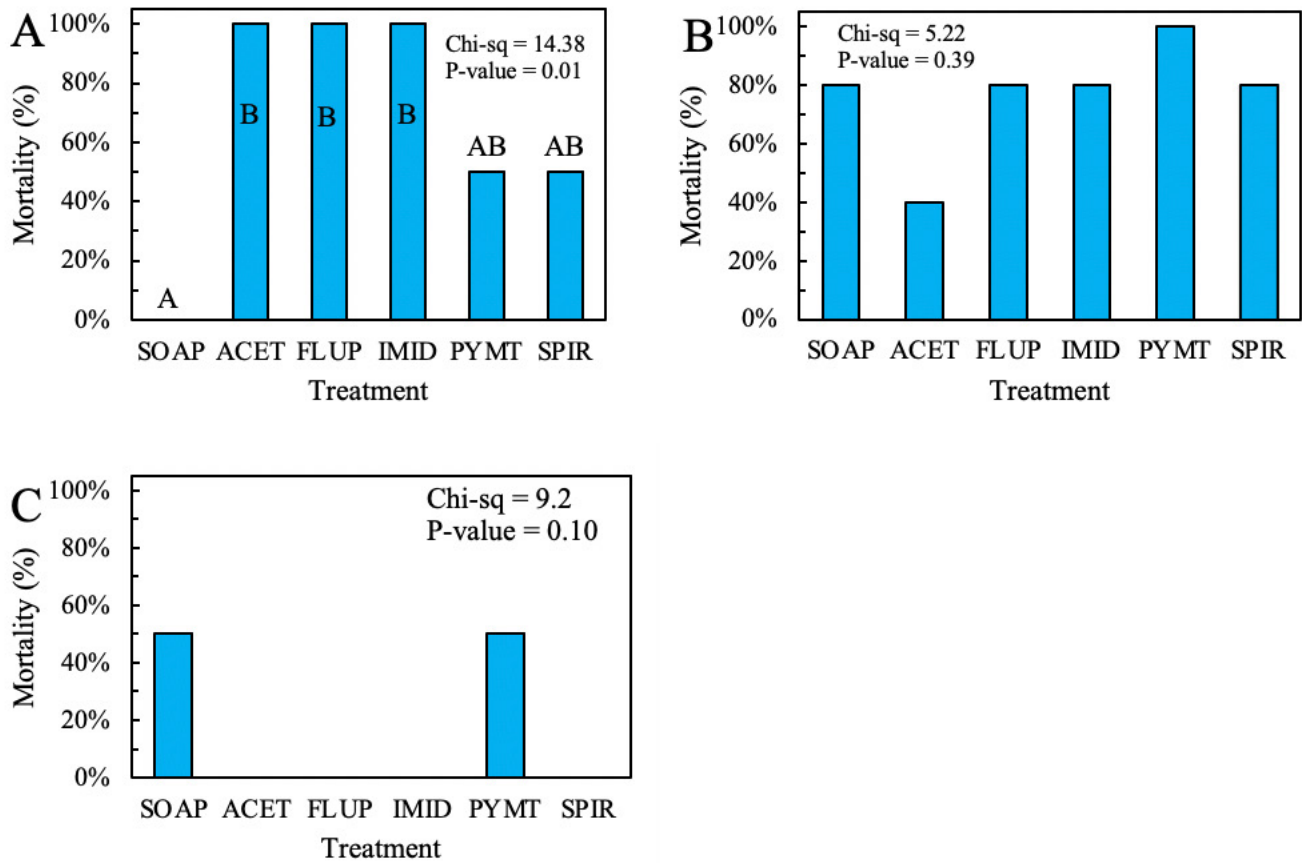 A
Mortality (%)
100%
80%
60%
40%
20%
0%
Chi-sq = 14.38
P-value = 0.01
A
B
B
B
AB
AB
SOAP ACET FLUP IMID PYMT SPIR
Treatment
B
Mortality (%)
100%
80%
60%
40%
20%
0%
Chi-sq = 5.22
P-value = 0.39
SOAP ACET FLUP IMID PYMT SPIR
Treatment
C
Mortality (%)
100%
80%
60%
40%
20%
0%
Chi-sq = 9.2
P-value = 0.10
SOAP ACET FLUP IMID PYMT SPIR
Treatment